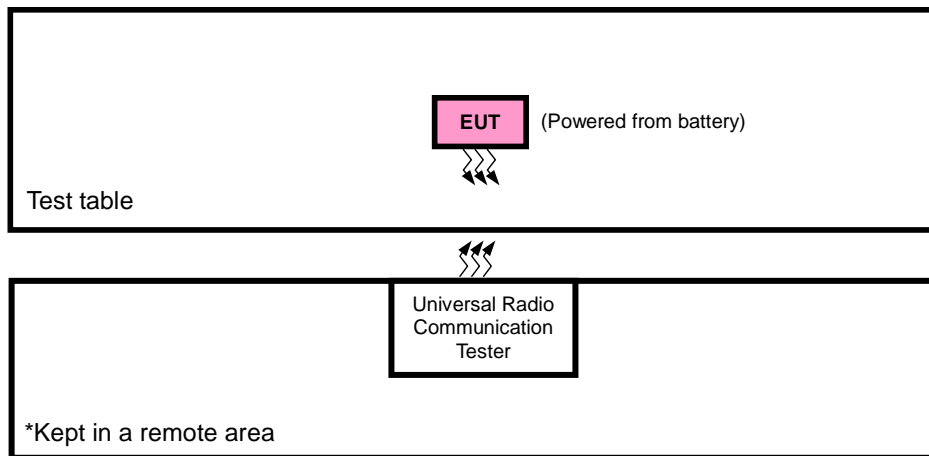 EUT
(Powered from battery)
Test table
Universal Radio
Communication
Tester
*Kept in a remote area